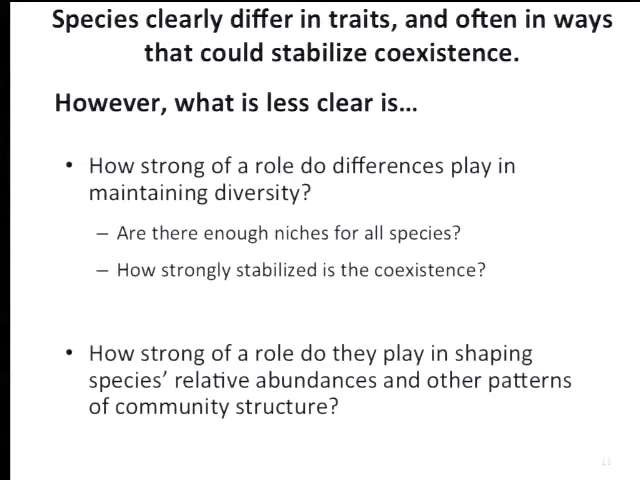 Species clearly differ in traits, and often in ways
that could stabilize coexistence.
However, what is less clear is…
• How strong of a role do differences play in
maintaining diversity?
– Are there enough niches for all species?
– How strongly stabilized is the coexistence?
• How strong of a role do they play in shaping
species’ relative abundances and other patterns
of community structure?